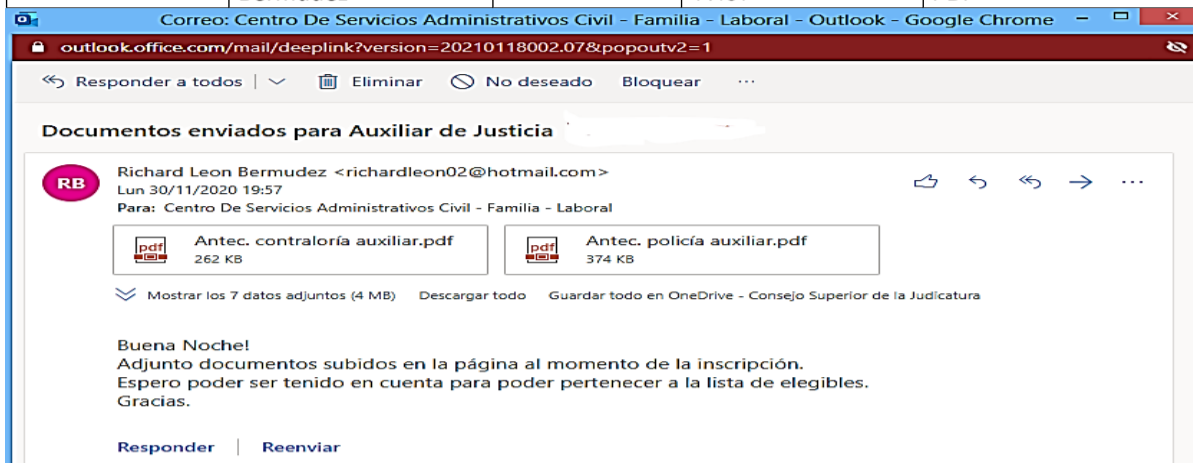 Correo: Centro De Servicios Administrativos Civil - Familia - Laboral - Outlook - Google Chrome
outlook.office.com/mail/deeplink?version=20210118002.07&popoutv2=1
Responder a todos Eliminar No deseado Bloquear ...
Documentos enviados para Auxiliar de Justicia
RB
Richard Leon Bermudez <richardleon02@hotmail.com>
Lun 30/11/2020 19:57
Para: Centro De Servicios Administrativos Civil - Familia - Laboral
pdf Antec. contraloría auxiliar.pdf
262 KB
pdf Antec. policía auxiliar.pdf
374 KB
Mostrar los 7 datos adjuntos (4 MB) Descargar todo Guardar todo en OneDrive - Consejo Superior de la Judicatura
Buena Noche!
Adjunto documentos subidos en la página al momento de la inscripción.
Espero poder ser tenido en cuenta para poder pertenecer a la lista de elegibles.
Gracias.
Responder | Reenviar